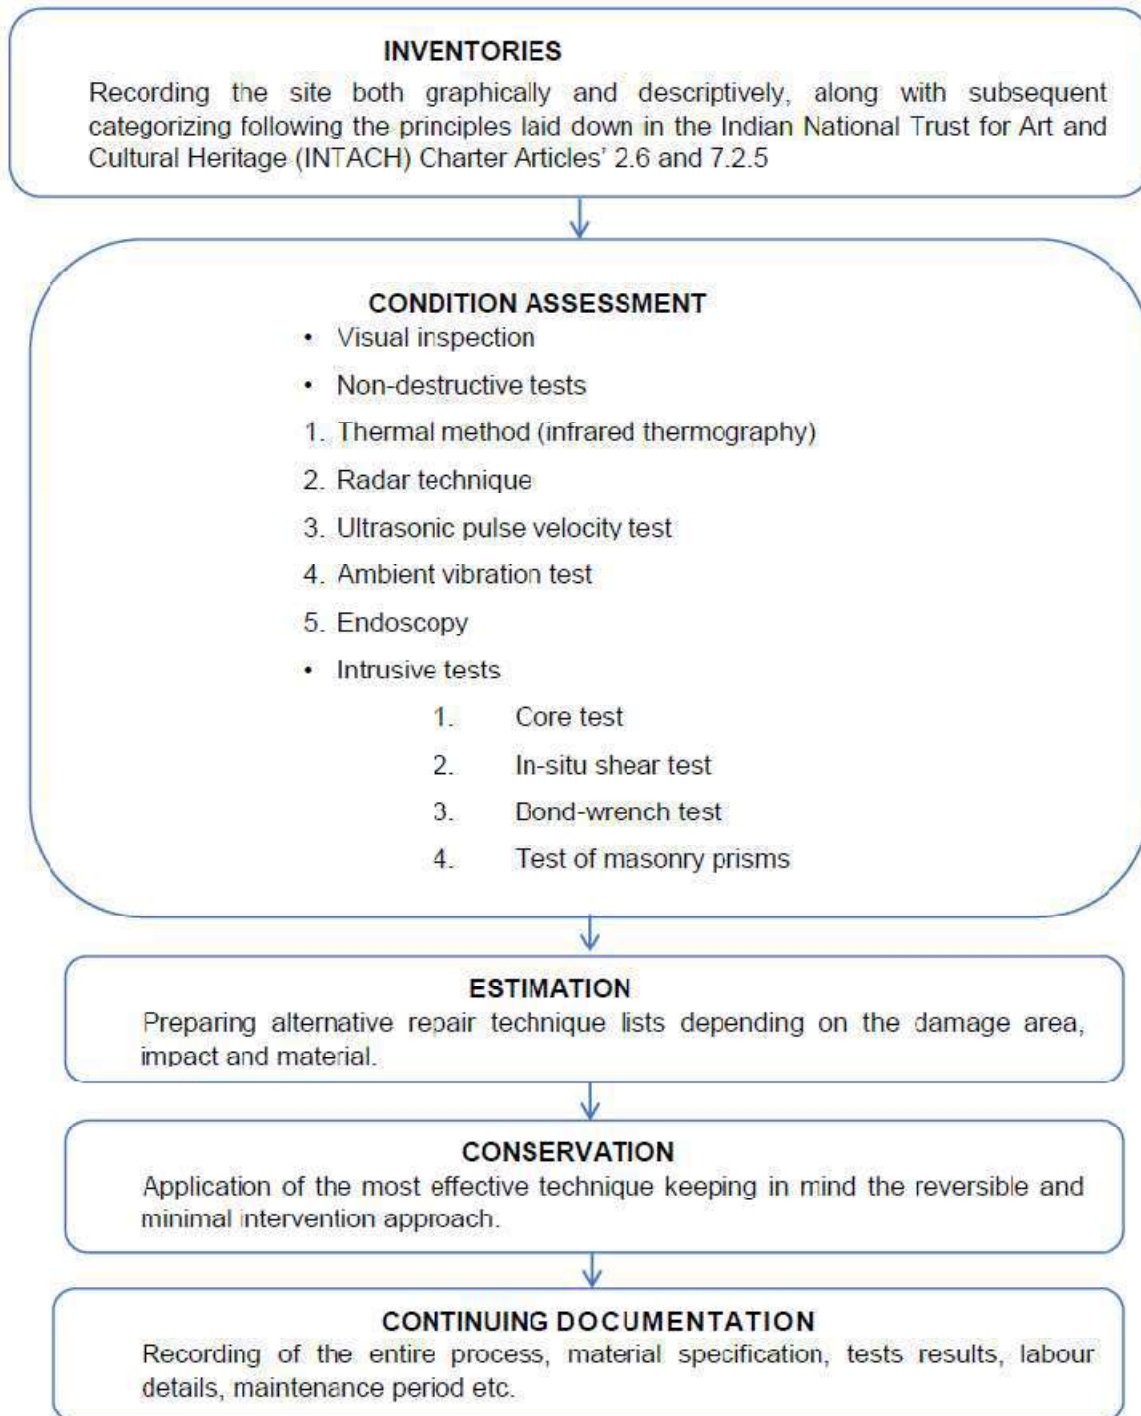 INVENTORIES
Recording the site both graphically and descriptively, along with subsequent
categorizing following the principles laid down in the Indian National Trust for Art and
Cultural Heritage (INTACH) Charter Articles’ 2.6 and 7.2.5
CONDITION ASSESSMENT
• Visual inspection
• Non-destructive tests
1. Thermal method (infrared thermography)
2. Radar technique
3. Ultrasonic pulse velocity test
4. Ambient vibration test
5. Endoscopy
• Intrusive tests
1. Core test
2. In-situ shear test
3. Bond-wrench test
4. Test of masonry prisms
ESTIMATION
Preparing alternative repair technique lists depending on the damage area,
impact and material.
CONSERVATION
Application of the most effective technique keeping in mind the reversible and
minimal intervention approach.
CONTINUING DOCUMENTATION
Recording of the entire process, material specification, tests results, labour
details, maintenance period etc.